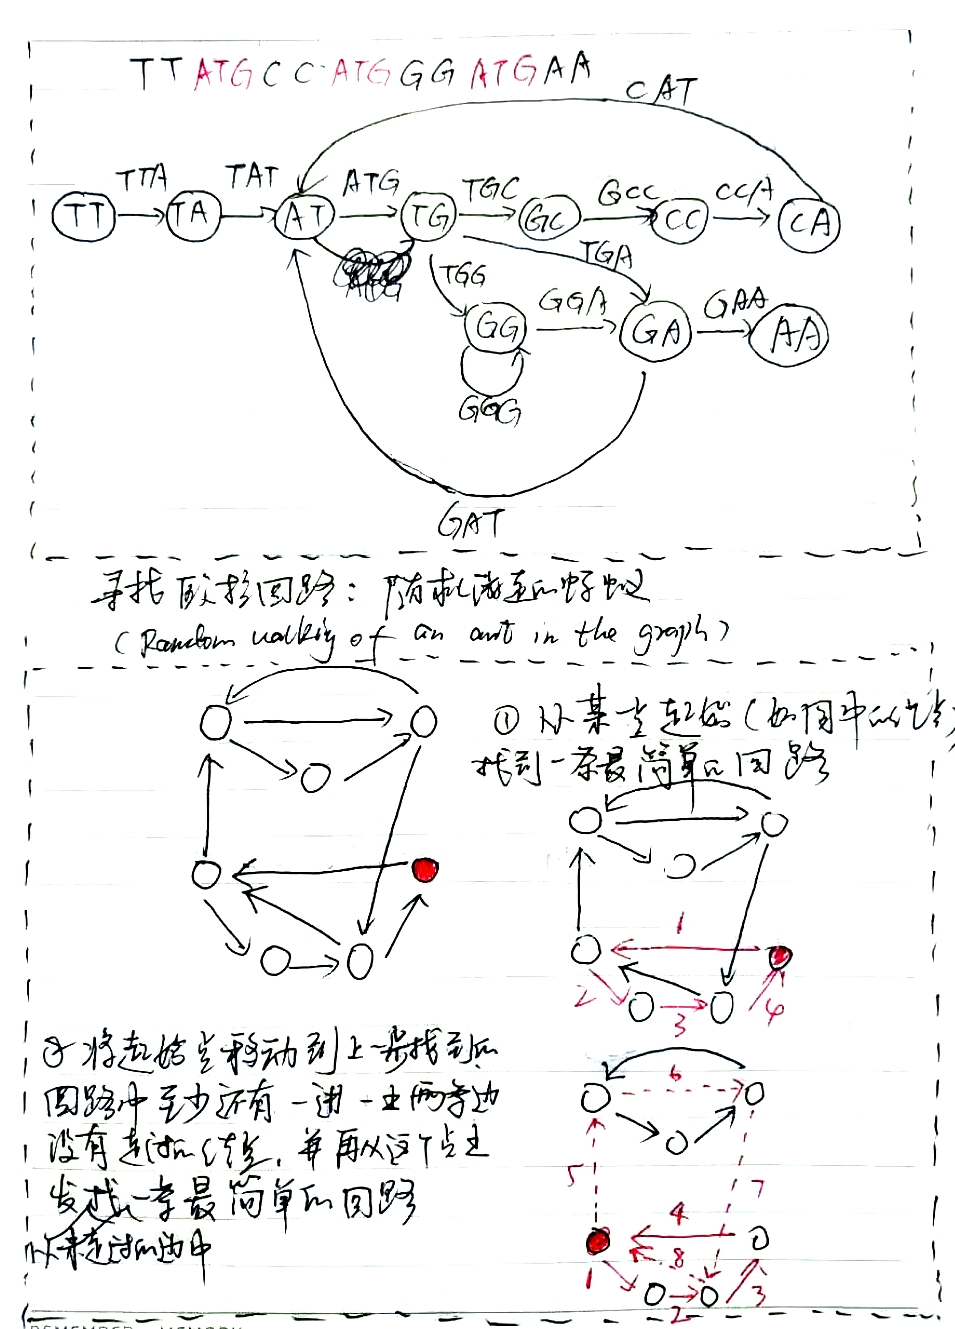 TTATGCCATGGGATGAA
CAT
TTA TAT ATG TGC GCC CCA
TT TA AT TG GC CC CA
TGA
TGG GGA GAA
GG GA AA
GGG
GAT
寻找欧拉回路：随机游走的蚂蚁
(Random walking of an ant in the graph)
① 从某点起始(如图中的红点)
找到一条最简单的回路
1
2 3 4
② 将起始点移动到上一步找到的
回路中至少还有一进一出两条边
没有走过的结点，并再从这个点出
发找一条最简单的回路
从未走过的边中
6
5 7
4
8
1 2 3